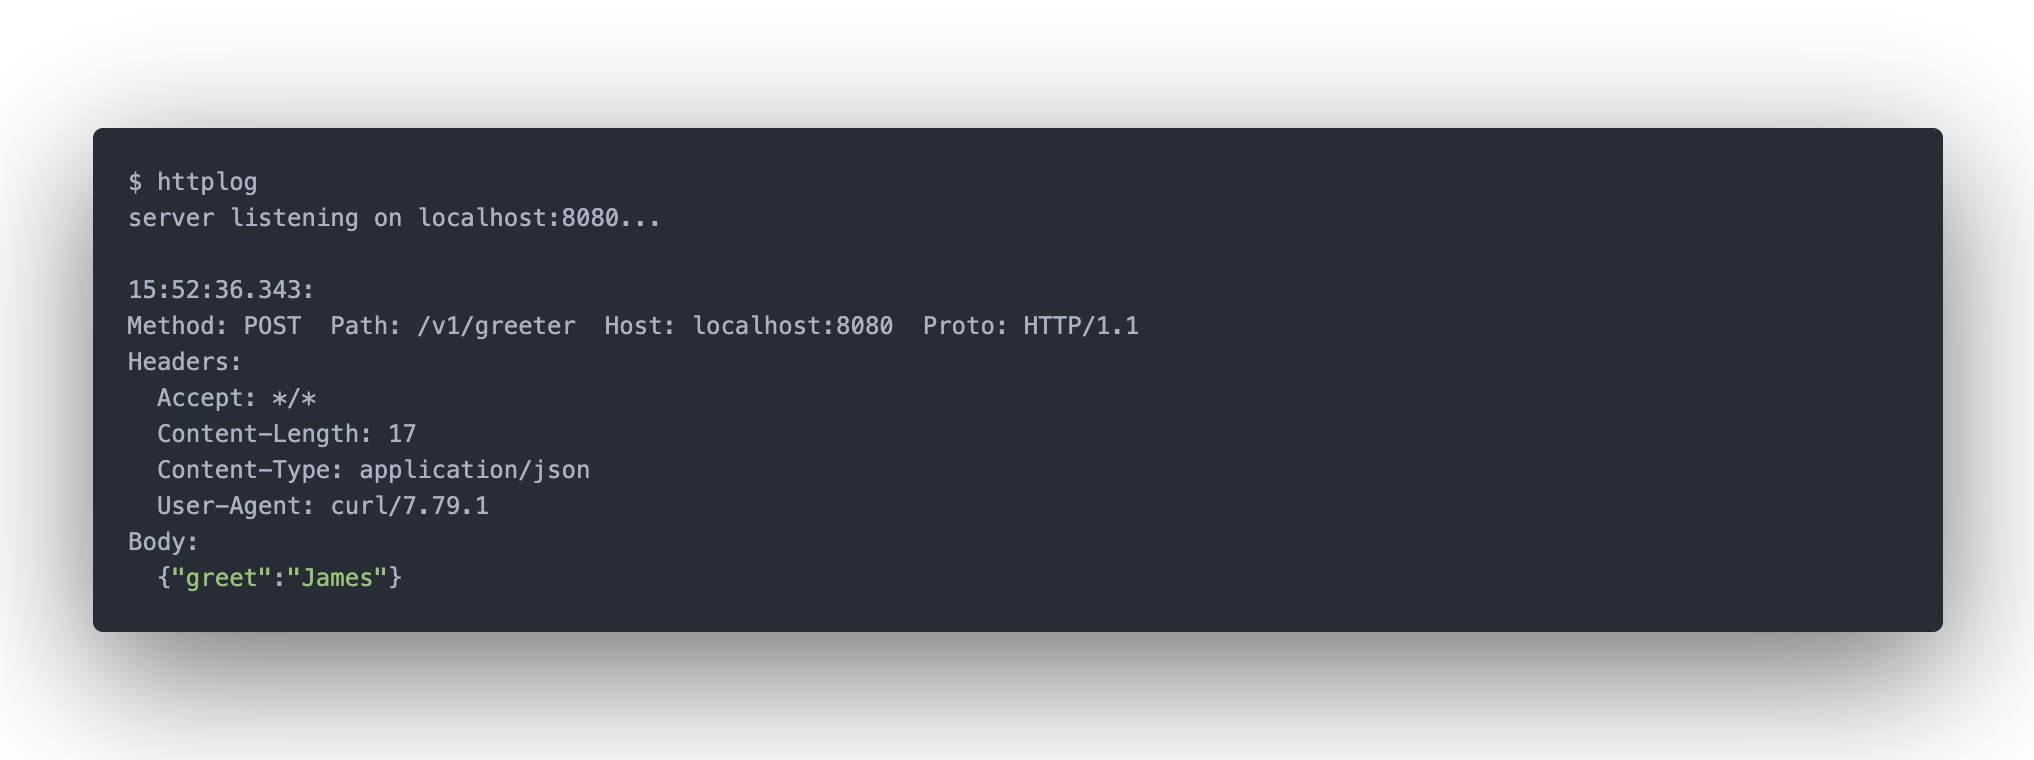 $ httplog
server listening on localhost:8080...

15:52:36.343:
Method: POST  Path: /v1/greeter  Host: localhost:8080  Proto: HTTP/1.1
Headers:
  Accept: */*
  Content-Length: 17
  Content-Type: application/json
  User-Agent: curl/7.79.1
Body:
  {"greet":"James"}